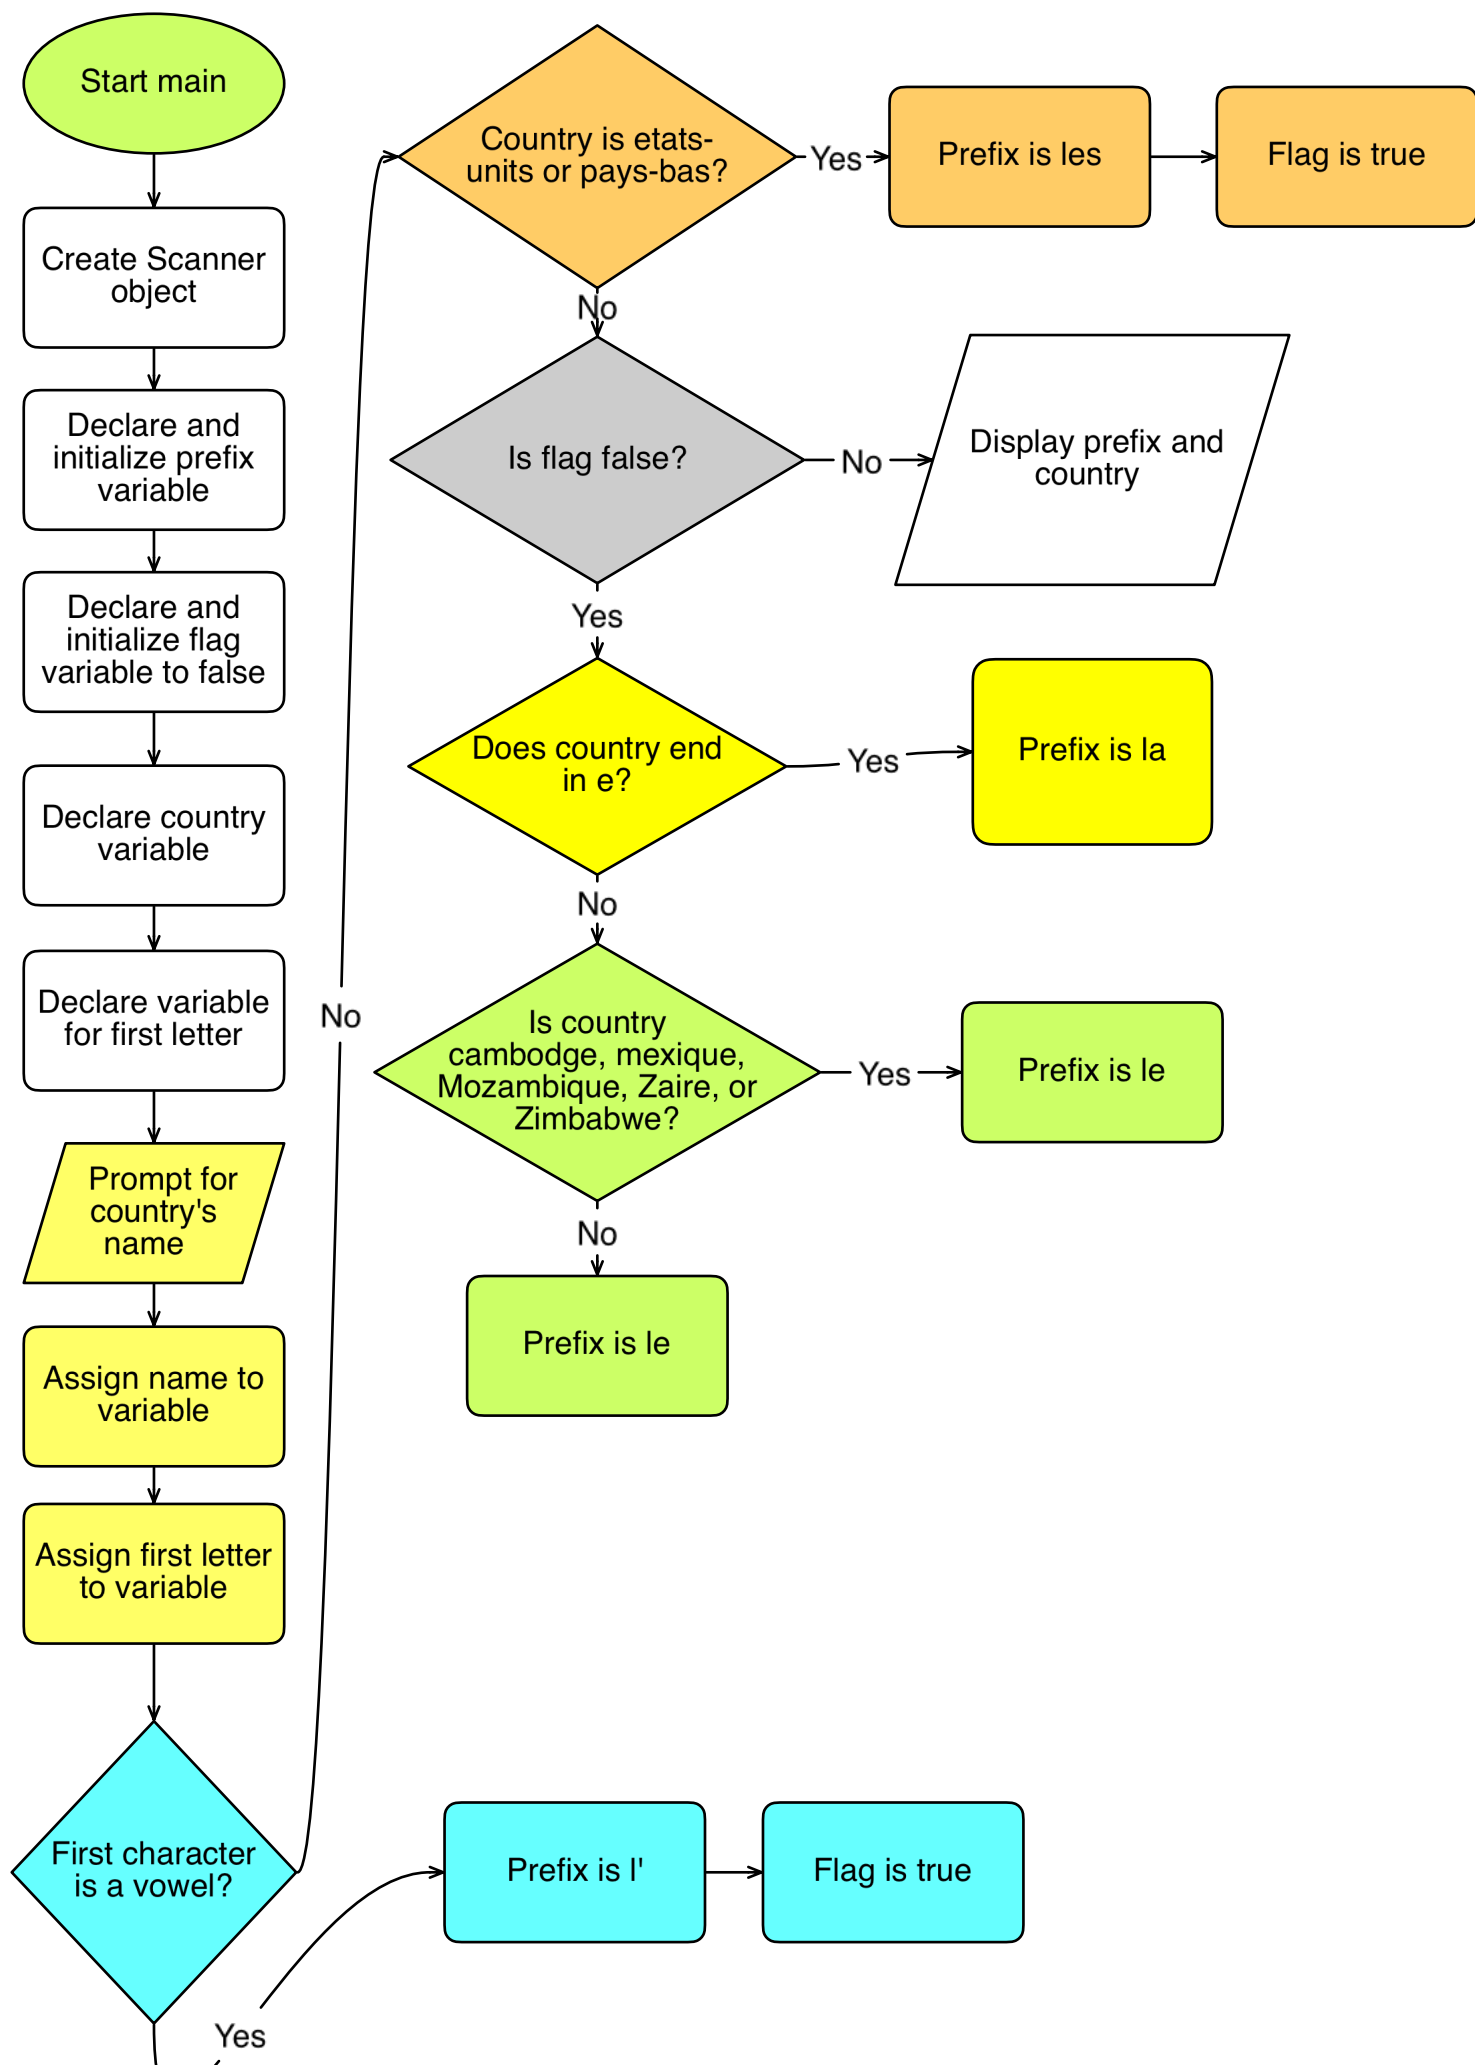 Start main
Create Scanner
object
Declare and
initialize prefix
variable
Declare and
initialize flag
variable to false
Declare country
variable
Declare variable
for first letter
Prompt for
country's
name
Assign name to
variable
Assign first letter
to variable
First character
is a vowel?
No
Yes
Prefix is l'
Flag is true
Country is etats-
units or pays-bas?
Yes
Prefix is les
Flag is true
No
Is flag false?
No
Display prefix and
country
Yes
Does country end
in e?
Yes
Prefix is la
No
Is country
cambodge, mexique,
Mozambique, Zaire, or
Zimbabwe?
Yes
Prefix is le
No
Prefix is le